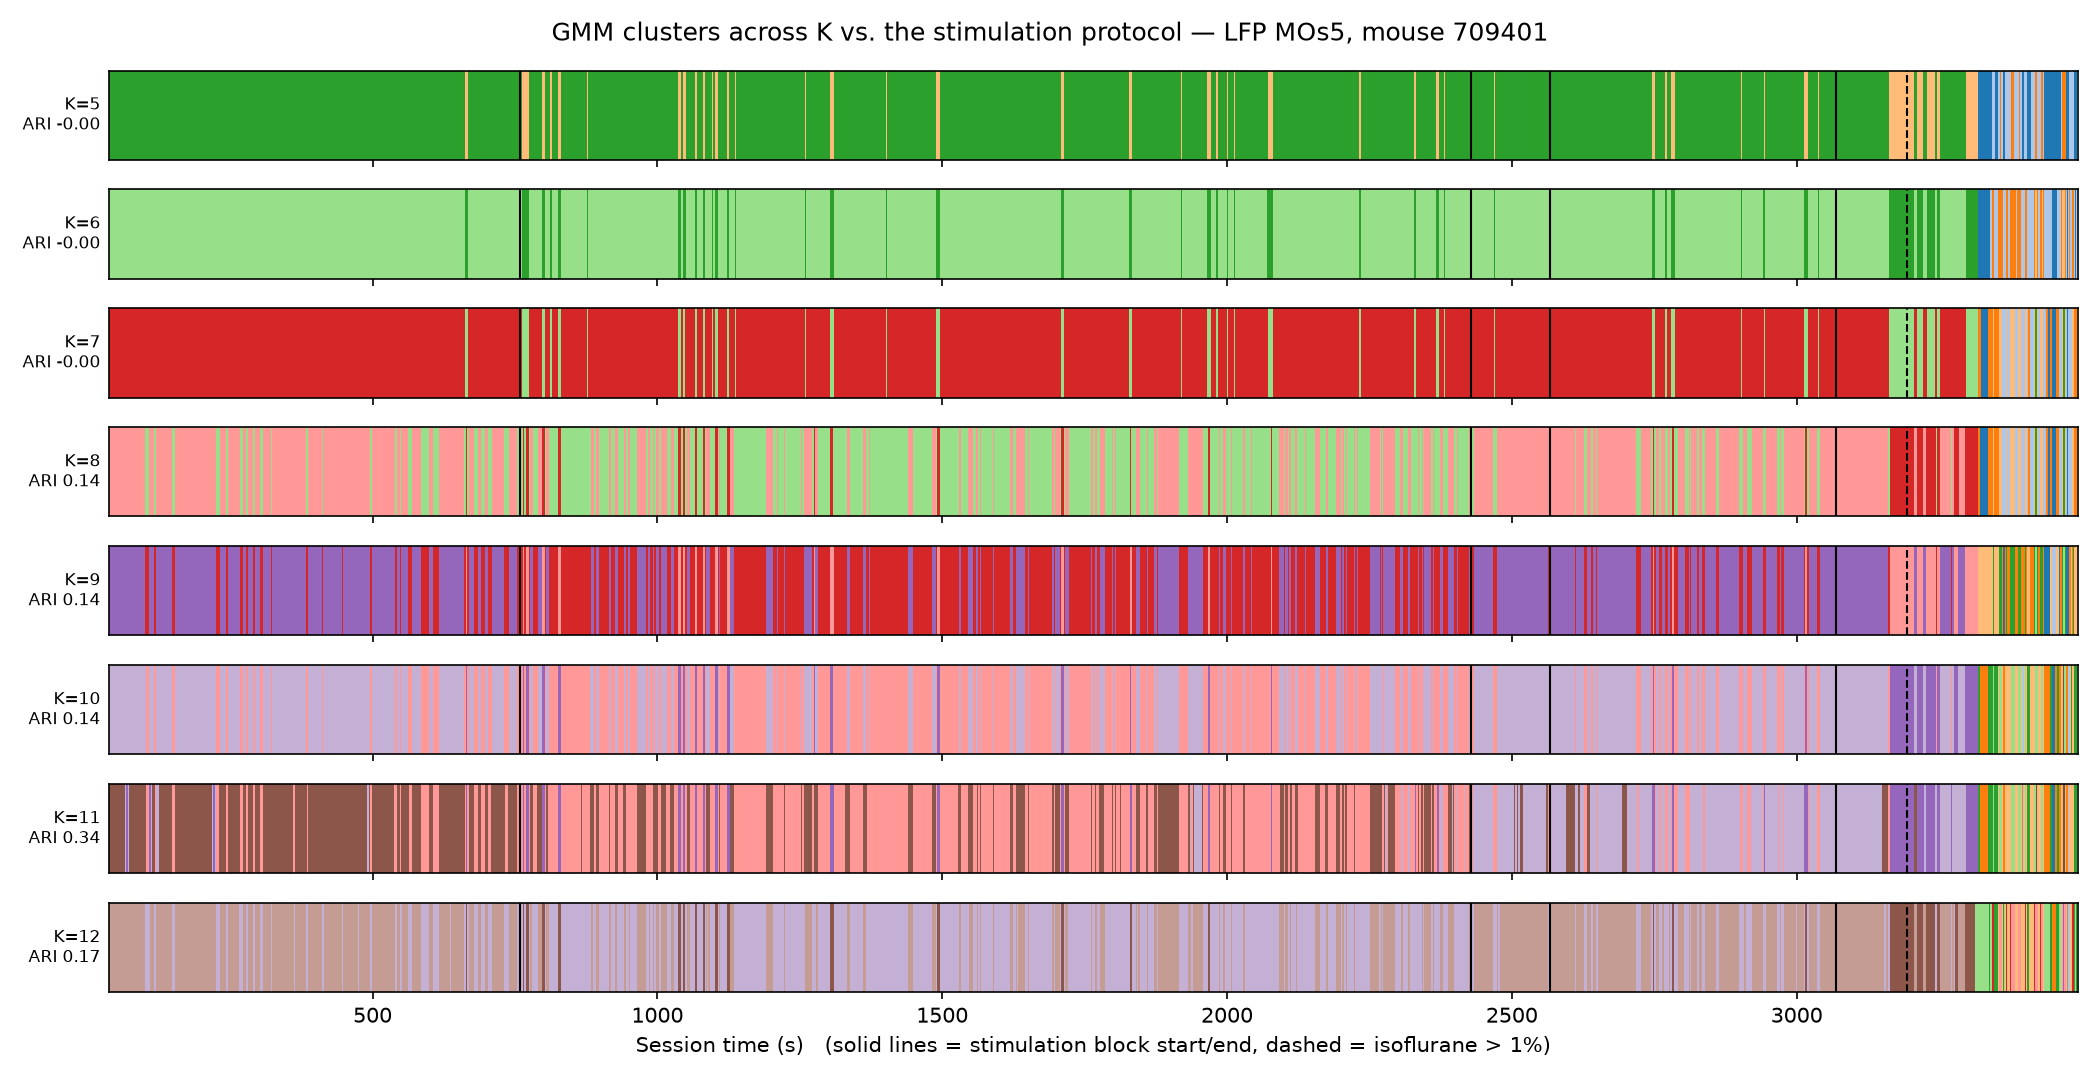 GMM clusters across K vs. the stimulation protocol — LFP MOs5, mouse 709401
K=5
ARI -0.00
K=6
ARI -0.00
K=7
ARI -0.00
K=8
ARI 0.14
K=9
ARI 0.14
K=10
ARI 0.14
K=11
ARI 0.34
K=12
ARI 0.17
500 1000 1500 2000 2500 3000
Session time (s) (solid lines = stimulation block start/end, dashed = isoflurane > 1%)